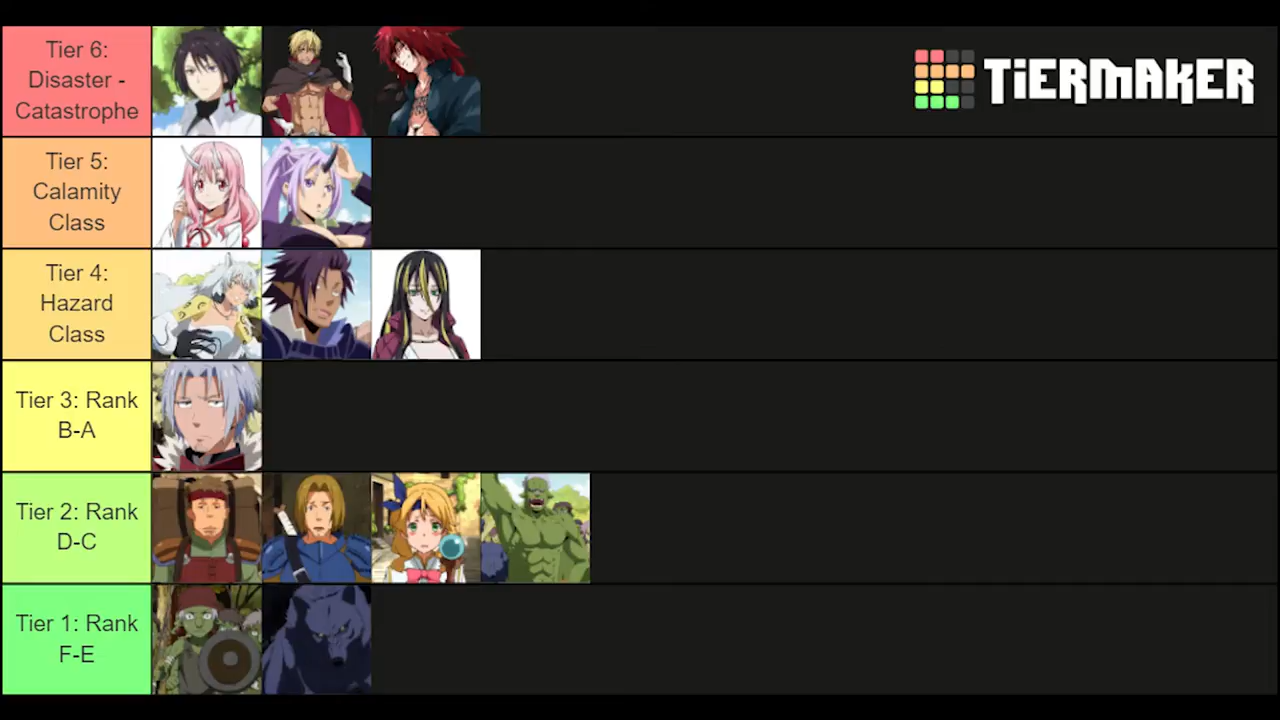 Tier 6:
Disaster -
Catastrophe
TiERMAKER
Tier 5:
Calamity
Class
Tier 4:
Hazard
Class
Tier 3: Rank
B-A
Tier 2: Rank
D-C
Tier 1: Rank
F-E